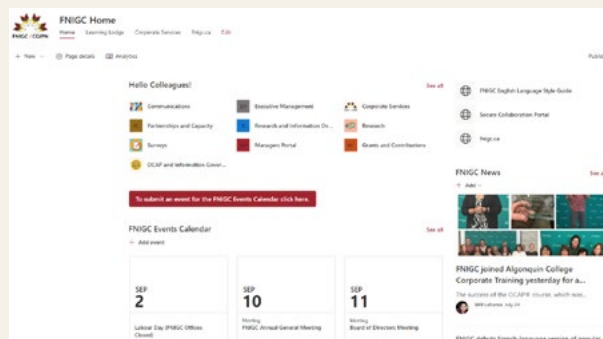 FNIGC Home
Home Learning Lodge Corporate Services fnigc.ca Edit
+ New Page details Analytics
Hello Colleagues!
See all
Communications
Executive Management
Corporate Services
Partnerships and Capacity
Research and Information Do...
Research
Surveys
Managers Portal
Grants and Contributions
OCAP and Information Gover...
To submit an event for the FNIGC Events Calendar click here.
FNIGC Events Calendar
See all
+ Add event
SEP
2
Labour Day (FNIGC Offices
Closed)
SEP
10
Meeting
FNIGC Annual General Meeting
SEP
11
Meeting
Board of Directors Meeting
FNIGC English Language Style Guide
Secure Collaboration Portal
fnigc.ca
FNIGC News
+ Add
FNIGC joined Algonquin College
Corporate Training yesterday for a...
The success of the OCAP® course, which was...
July 24